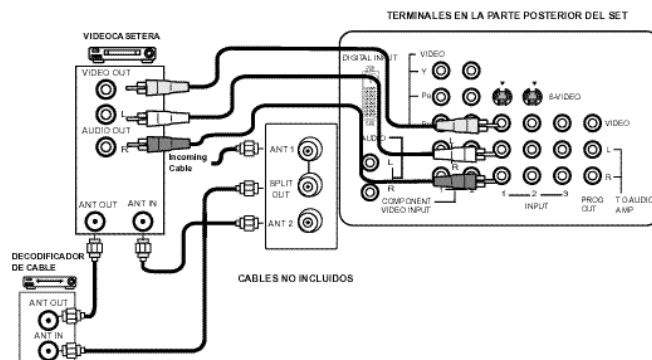 TERMINALES EN LA PARTE POSTERIOR DEL SET
VIDEOCASETERA
VIDEO OUT
L
AUDIO OUT
R
ANT OUT
ANT IN
Incoming
Cable
ANT 1
SPLIT
OUT
ANT 2
DIGITAL INPUT
VIDEO
Y
S-VIDEO
VIDEO
AUDIO
L
R
L
R
L
R
COMPONENT
VIDEO INPUT
1 2 3
INPUT
PROG
OUT
TO AUDIO
AMP
DECODIFICADOR
DE CABLE
ANT OUT
ANT IN
CABLES NO INCLUIDOS